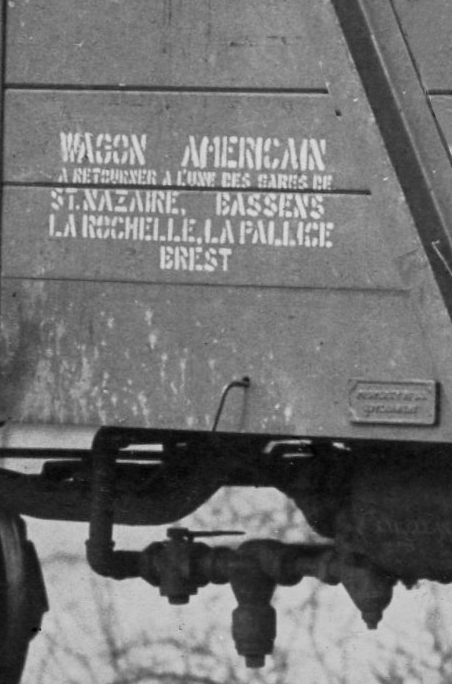 WAGON AMERICAIN
A RETOURNER A L'UNE DES GARES DE
ST. NAZAIRE, BASSENS
LA ROCHELLE, LA PALLICE
BREST